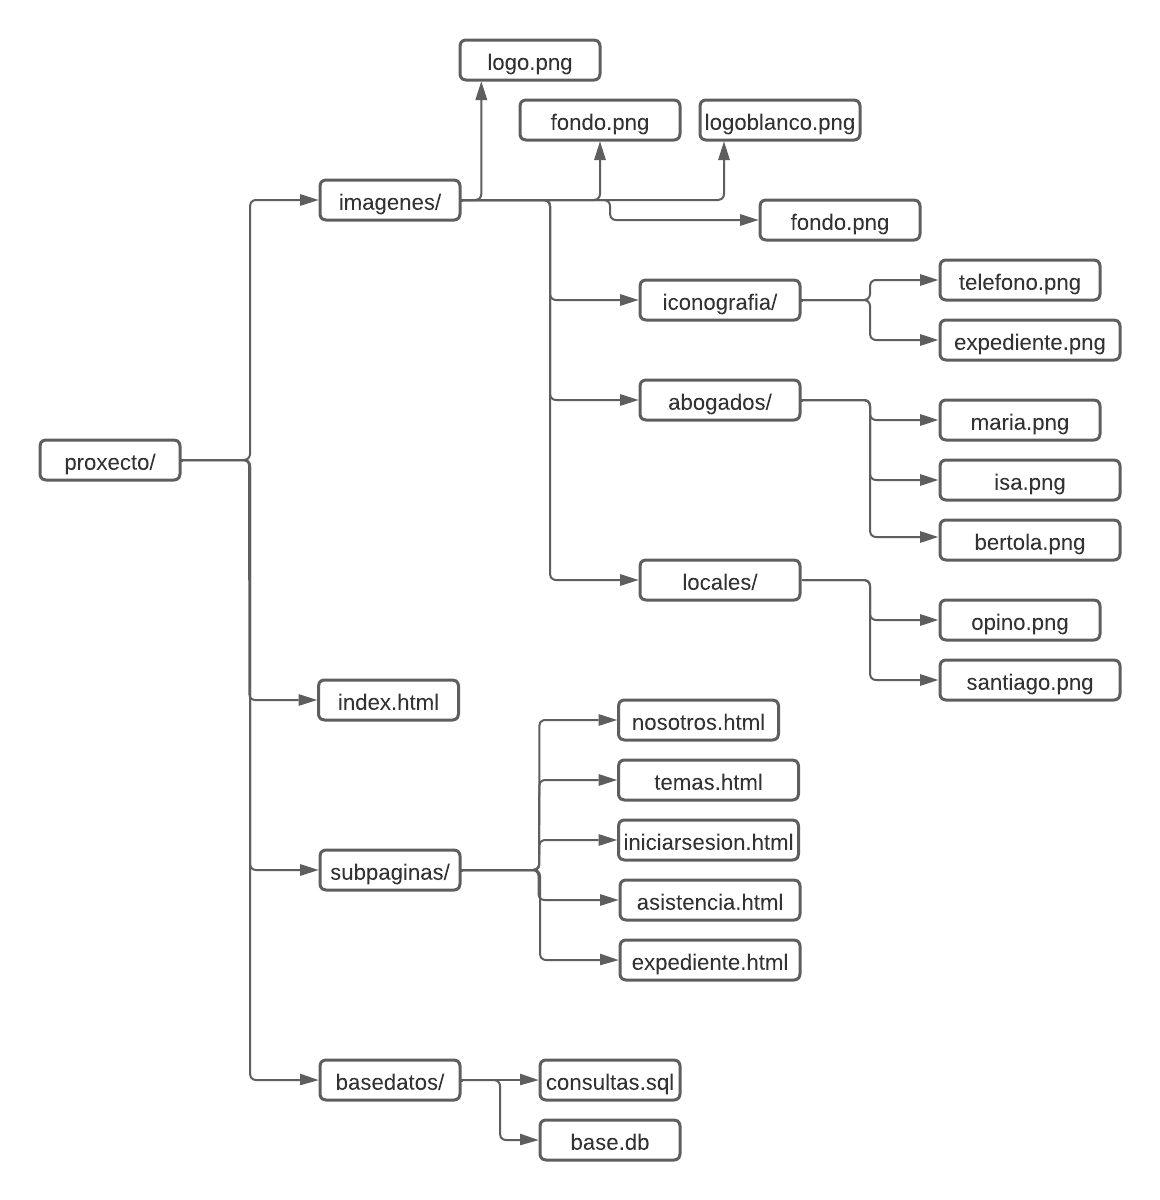 logo.png
fondo.png
logoblanco.png
imagenes/
fondo.png
telefono.png
iconografia/
expediente.png
abogados/
maria.png
proxecto/
isa.png
bertola.png
locales/
opino.png
santiago.png
index.html
nosotros.html
temas.html
iniciarsesion.html
subpaginas/
asistencia.html
expediente.html
basedatos/
consultas.sql
base.db